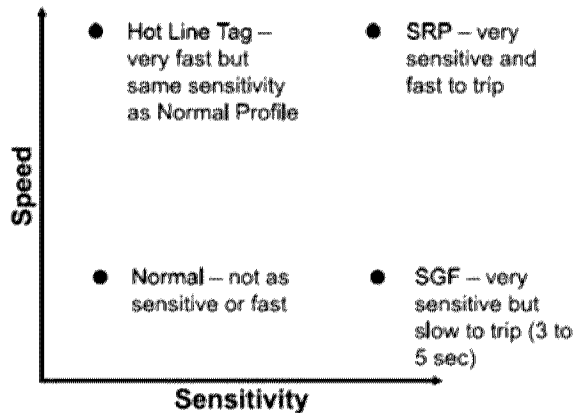 Hot Line Tag – 
very fast but
same sensitivity
as Normal Profile
SRP – very
sensitive and
fast to trip
Speed
Normal – not as
sensitive or fast
SGF – very
sensitive but
slow to trip (3 to
5 sec)
Sensitivity